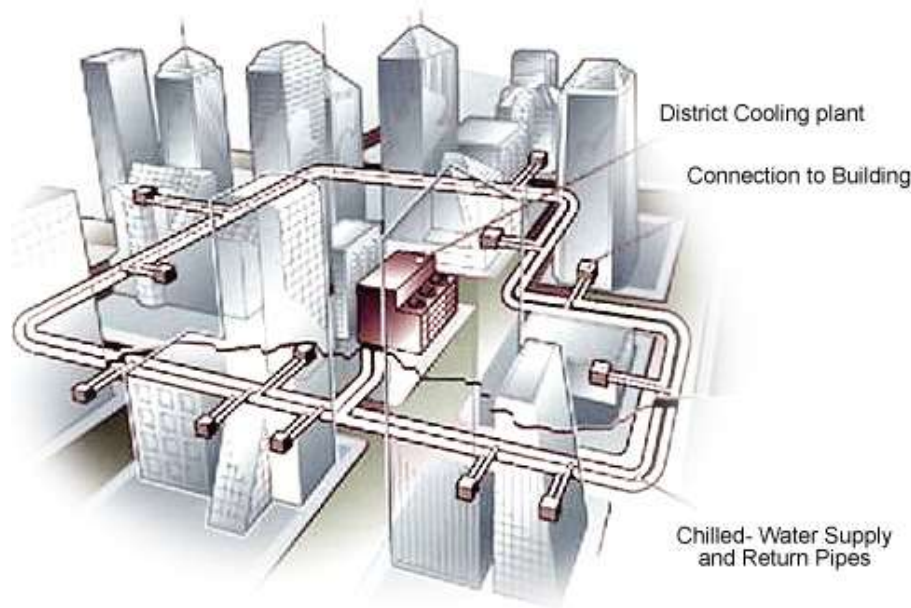 District Cooling plant
Connection to Building
Chilled- Water Supply
and Return Pipes